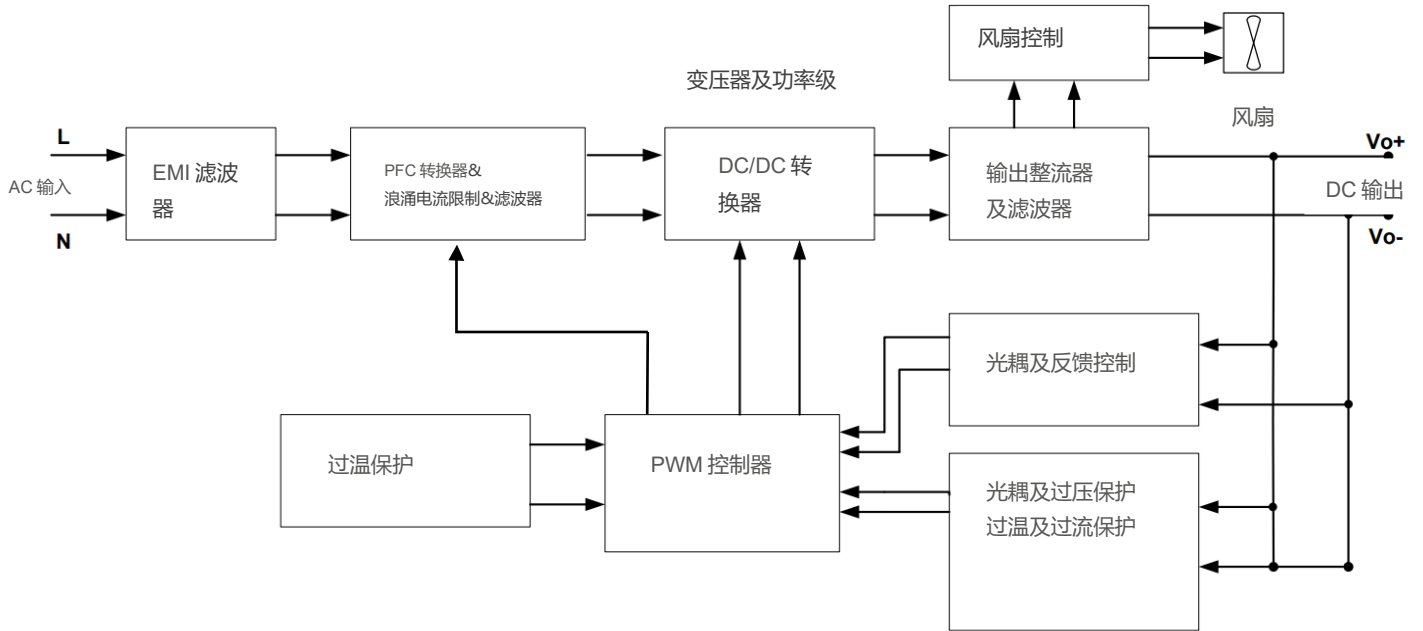 风扇控制
变压器及功率级
风扇
L
Vo+
EMI 滤波
器
PFC 转换器&
浪涌电流限制&滤波器
DC/DC 转
换器
输出整流器
及滤波器
AC 输入
DC 输出
N
Vo-
光耦及反馈控制
过温保护
PWM 控制器
光耦及过压保护
过温及过流保护